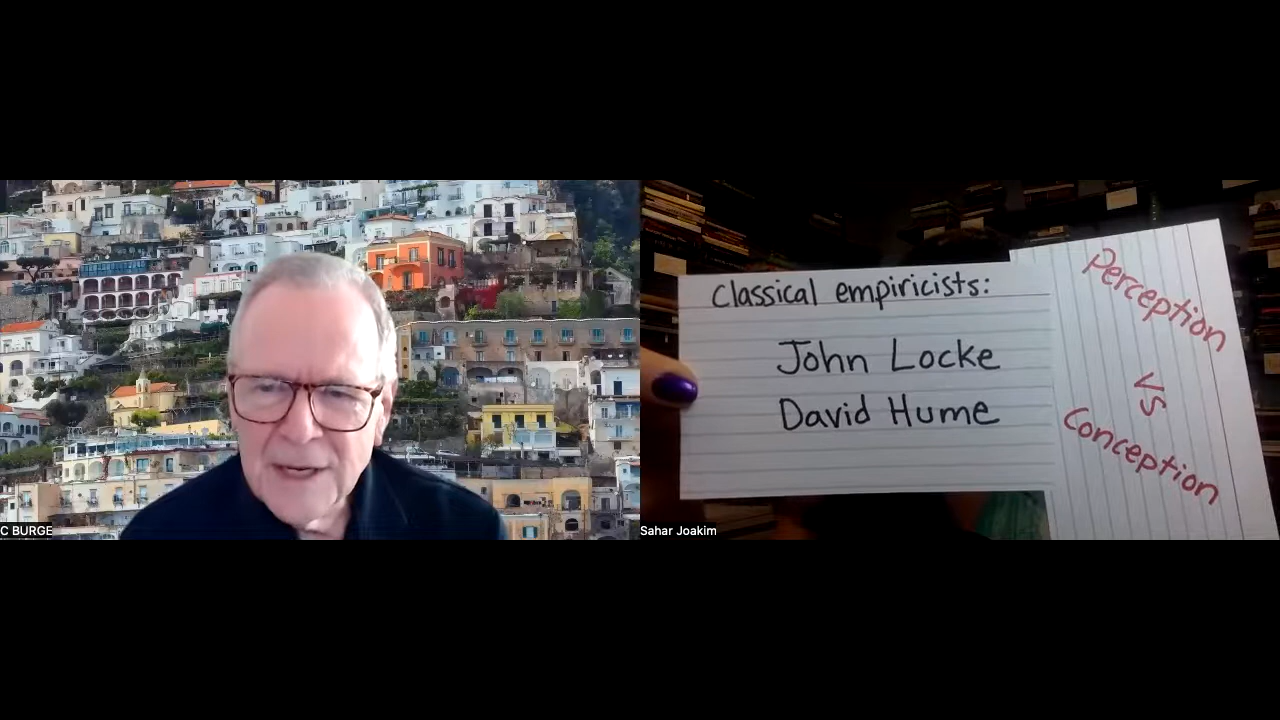 C BURGE
Classical empiricists:
John Locke
David Hume
Perception
vs
Conception
Sahar Joakim